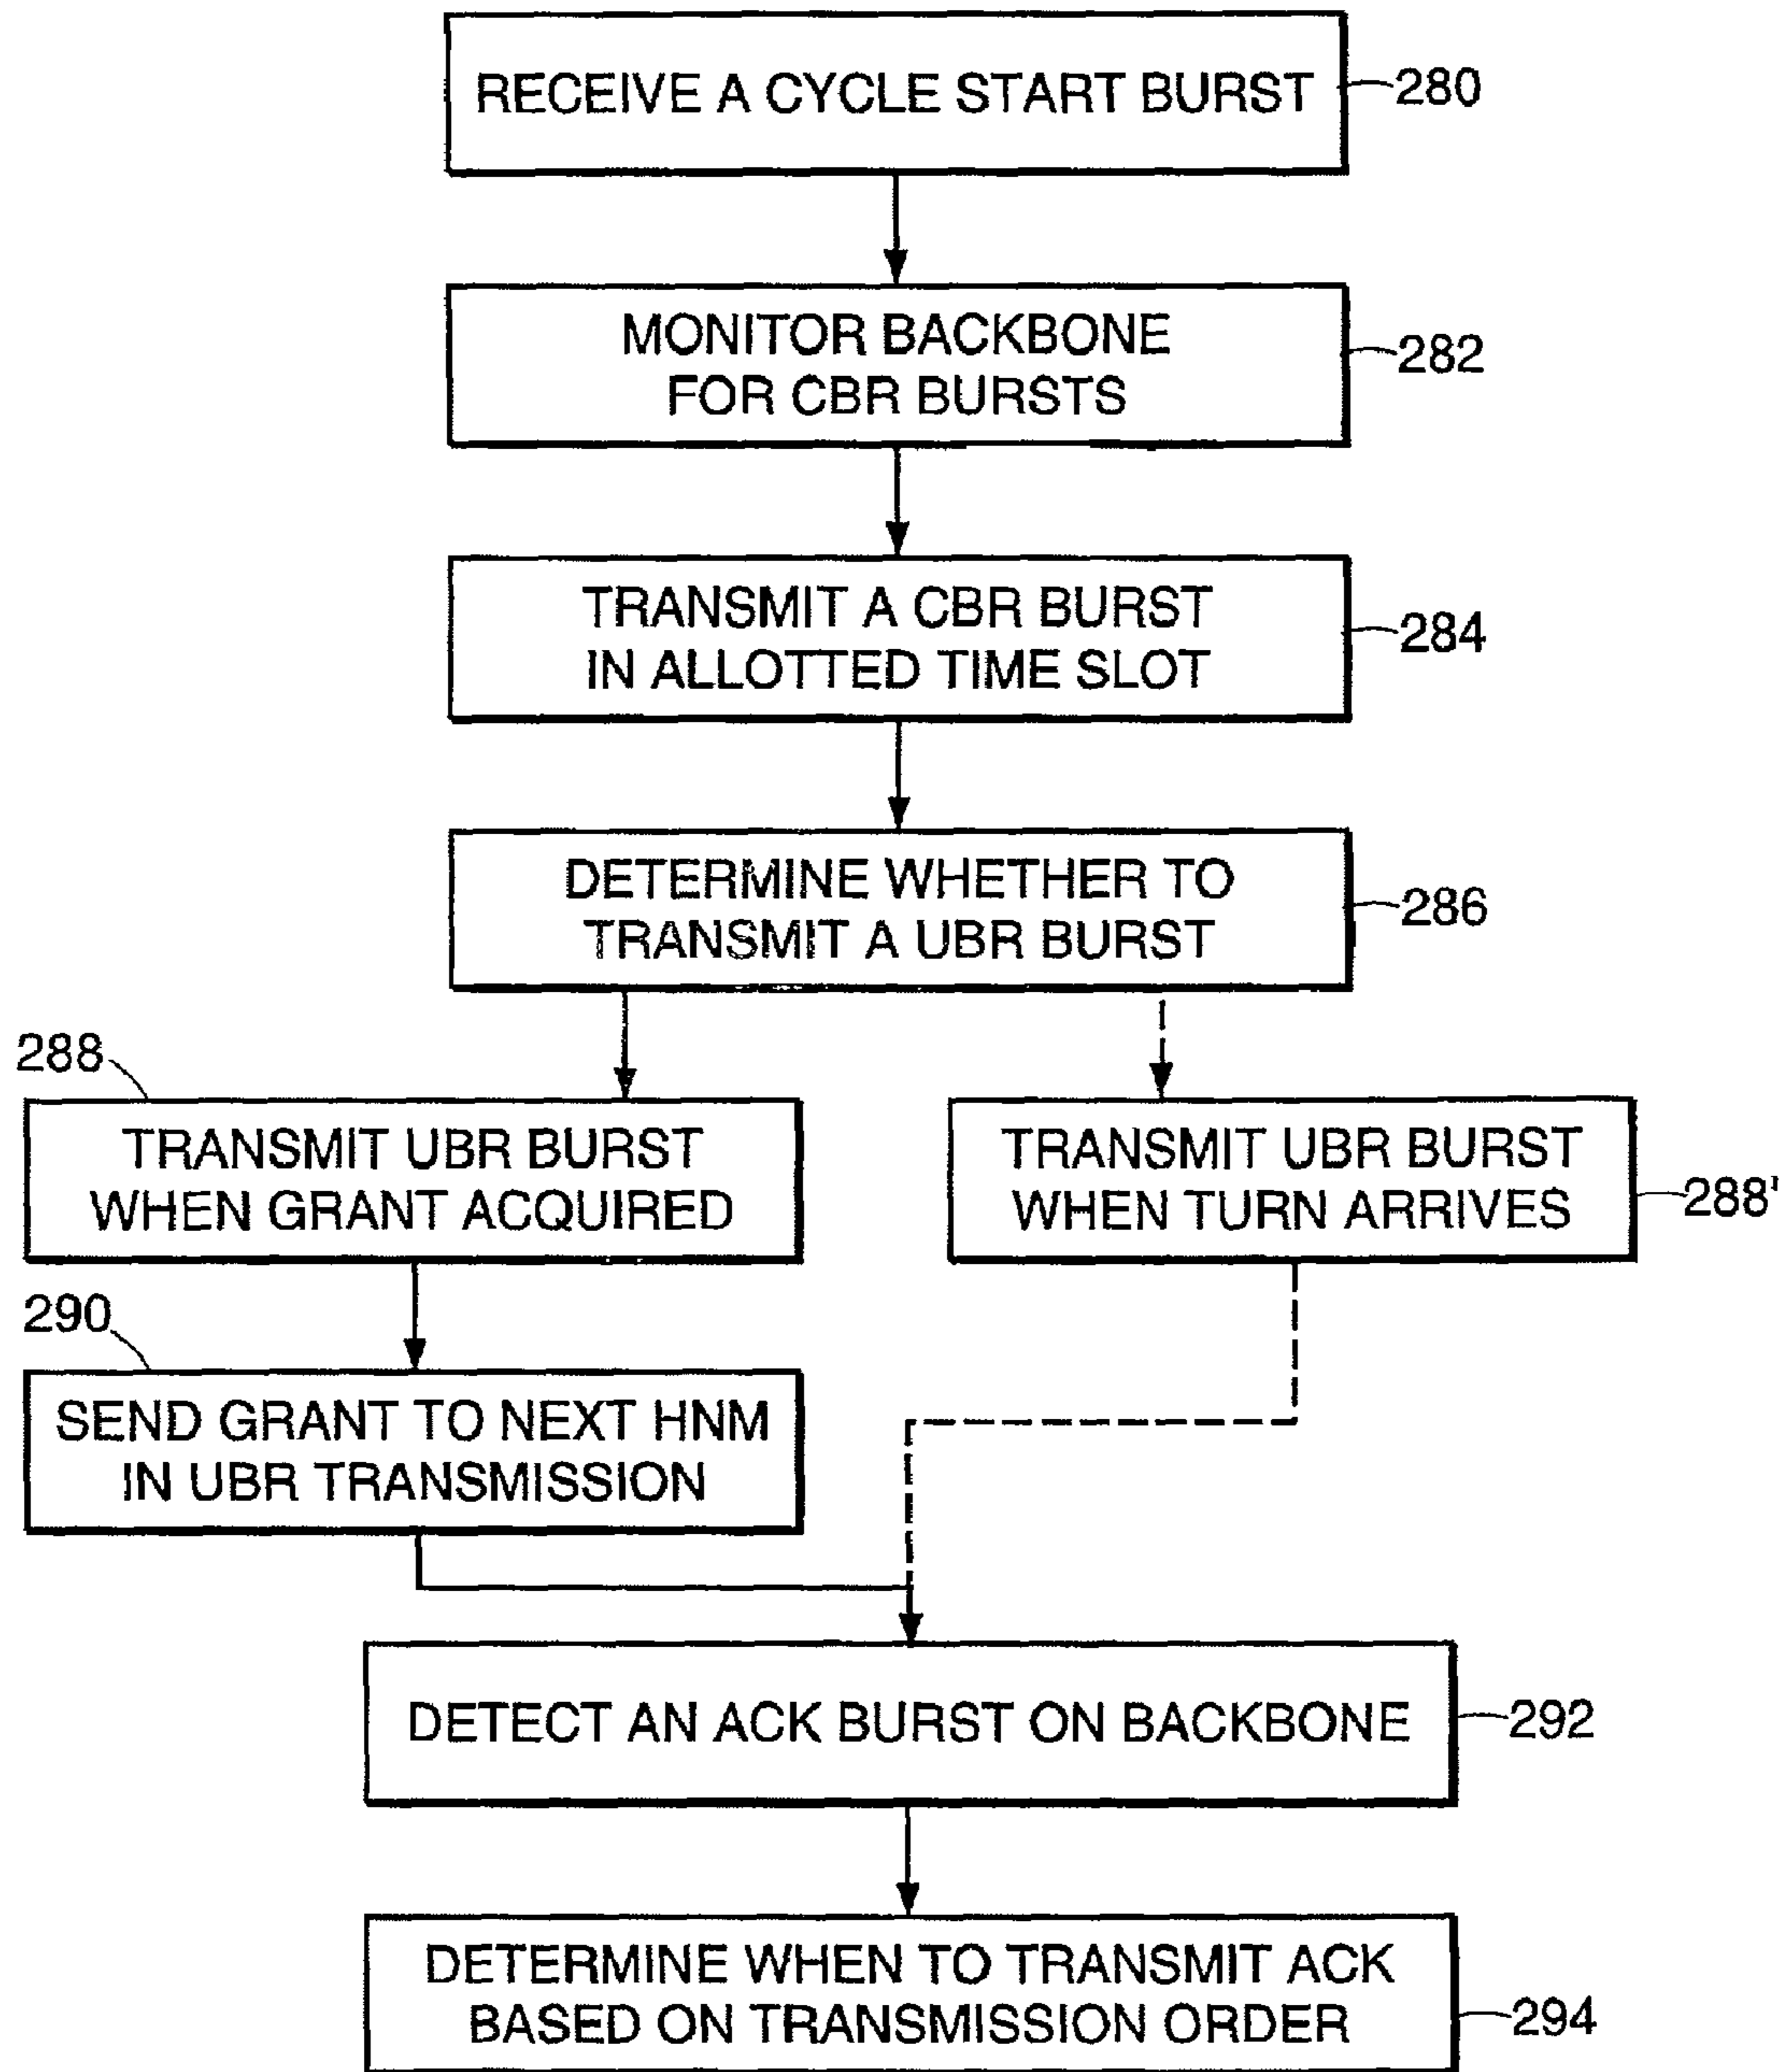 RECEIVE A CYCLE START BURST
280
MONITOR BACKBONE
FOR CBR BURSTS
282
TRANSMIT A CBR BURST
IN ALLOTTED TIME SLOT
284
DETERMINE WHETHER TO
TRANSMIT A UBR BURST
286
288
TRANSMIT UBR BURST
WHEN GRANT ACQUIRED
TRANSMIT UBR BURST
WHEN TURN ARRIVES
288'
290
SEND GRANT TO NEXT HNM
IN UBR TRANSMISSION
DETECT AN ACK BURST ON BACKBONE
292
DETERMINE WHEN TO TRANSMIT ACK
BASED ON TRANSMISSION ORDER
294